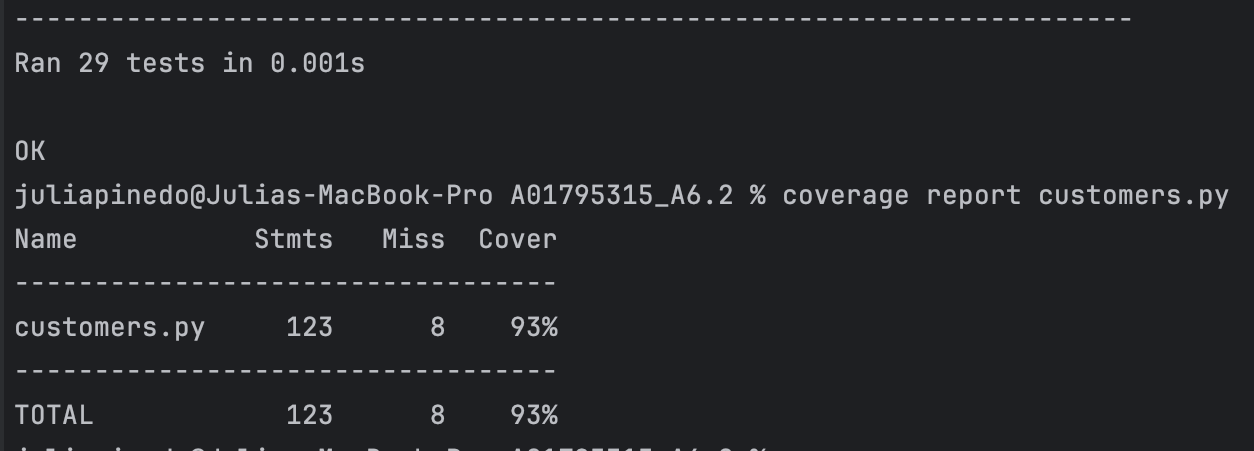 ----------------------------------------------------------------------
Ran 29 tests in 0.001s
OK
juliapinedo@Julias-MacBook-Pro A01795315_A6.2 % coverage report customers.py
Name           Stmts   Miss  Cover
----------------------------------
customers.py     123      8    93%
----------------------------------
TOTAL            123      8    93%